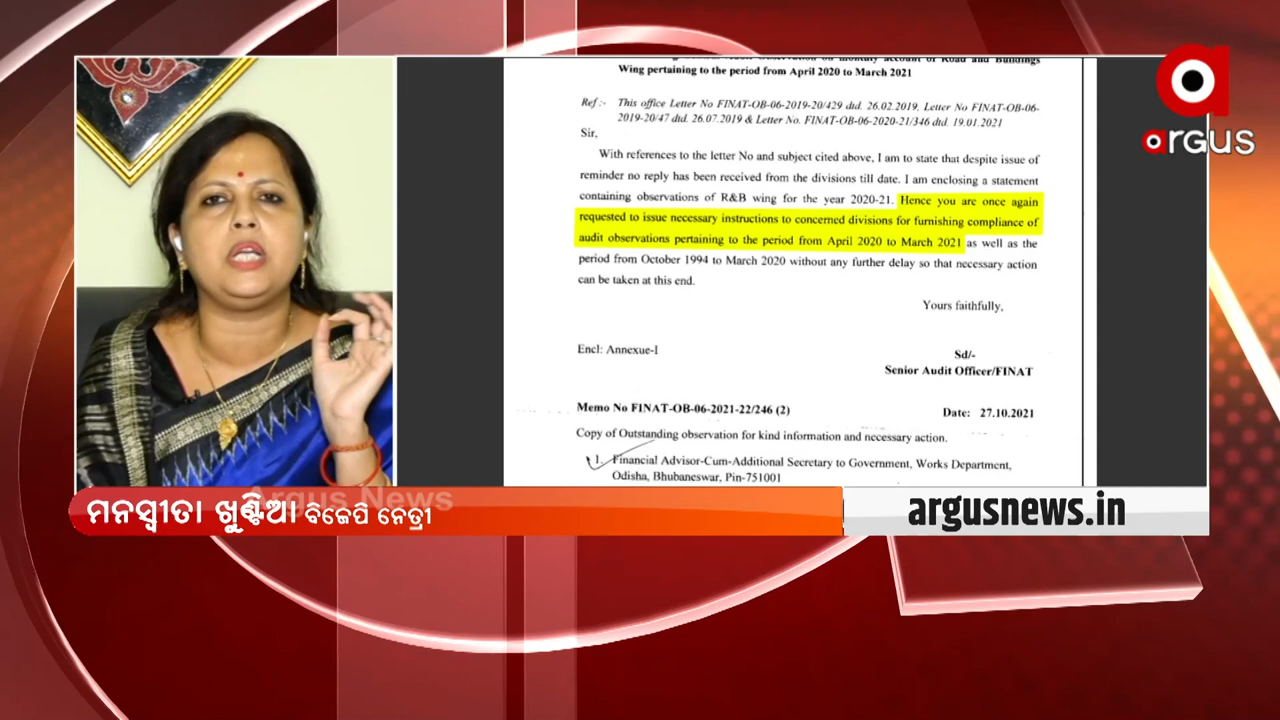 Wing pertaining to the period from April 2020 to March 2021
Ref:- This office Letter No FINAT-OB-06-2019-20/429 dtd. 26.02.2019, Letter No FINAT-OB-06-
2019-20/47 dtd. 26.07.2019 & Letter No. FINAT-OB-06-2020-21/346 dtd. 19.01.2021
Sir,
With references to the letter No and subject cited above, I am to state that despite issue of
reminder no reply has been received from the divisions till date. I am enclosing a statement
containing observations of R&B wing for the year 2020-21. Hence you are once again
requested to issue necessary instructions to concerned divisions for furnishing compliance of
audit observations pertaining to the period from April 2020 to March 2021 as well as the
period from October 1994 to March 2020 without any further delay so that necessary action
can be taken at this end.
Yours faithfully,
Encl: Annexue-I
Sd/-
Senior Audit Officer/FINAT
Memo No FINAT-OB-06-2021-22/246 (2) Date: 27.10.2021
Copy of Outstanding observation for kind information and necessary action.
1. Financial Advisor-Cum-Additional Secretary to Government, Works Department,
Odisha, Bhubaneswar, Pin-751001
argus
Argus News
ମନସ୍ୱୀତା ଖୁଣ୍ଟିଆ ବିଜେପି ନେତ୍ରୀ
argusnews.in